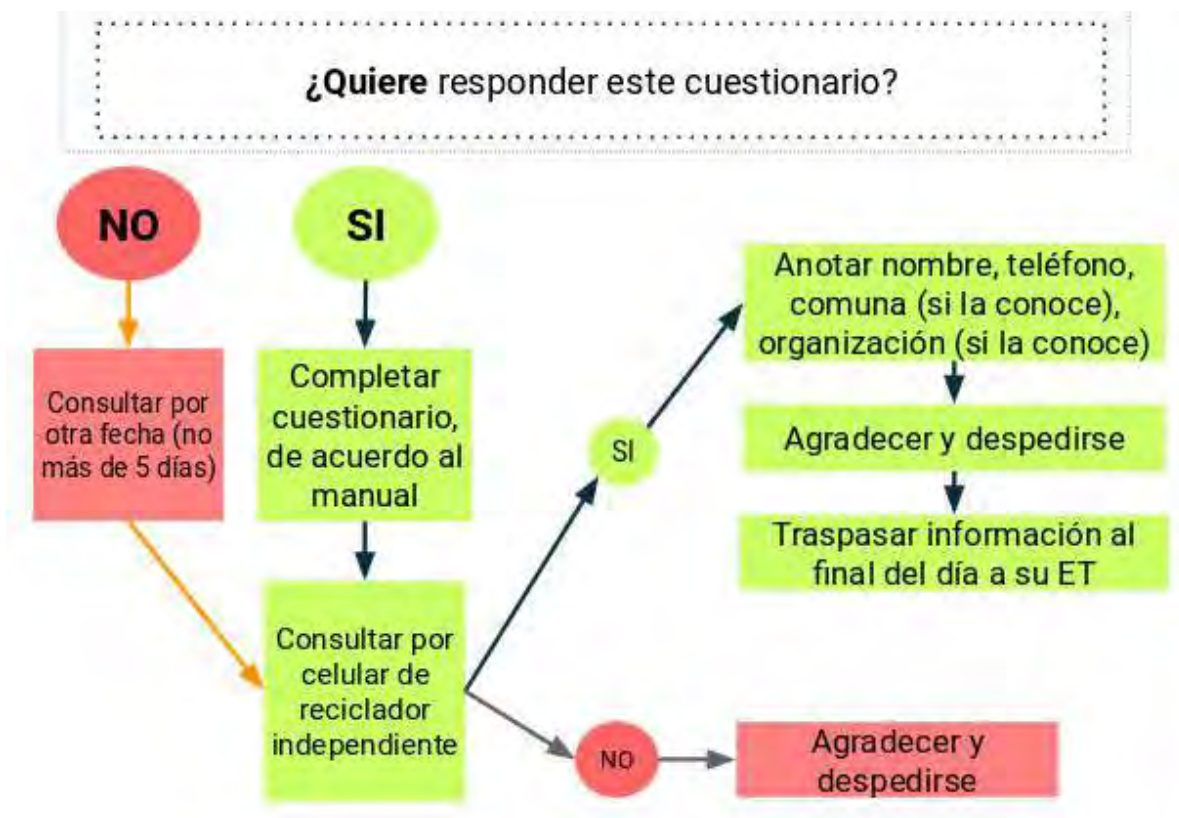 ¿Quiere responder este cuestionario?
NO
SI
Consultar por
otra fecha (no
más de 5 días)
Completar
cuestionario,
de acuerdo al
manual
Consultar por
celular de
reciclador
independiente
SI
Anotar nombre, teléfono,
comuna (si la conoce),
organización (si la conoce)
Agradecer y despedirse
Traspasar información al
final del día a su ET
NO
Agradecer y
despedirse